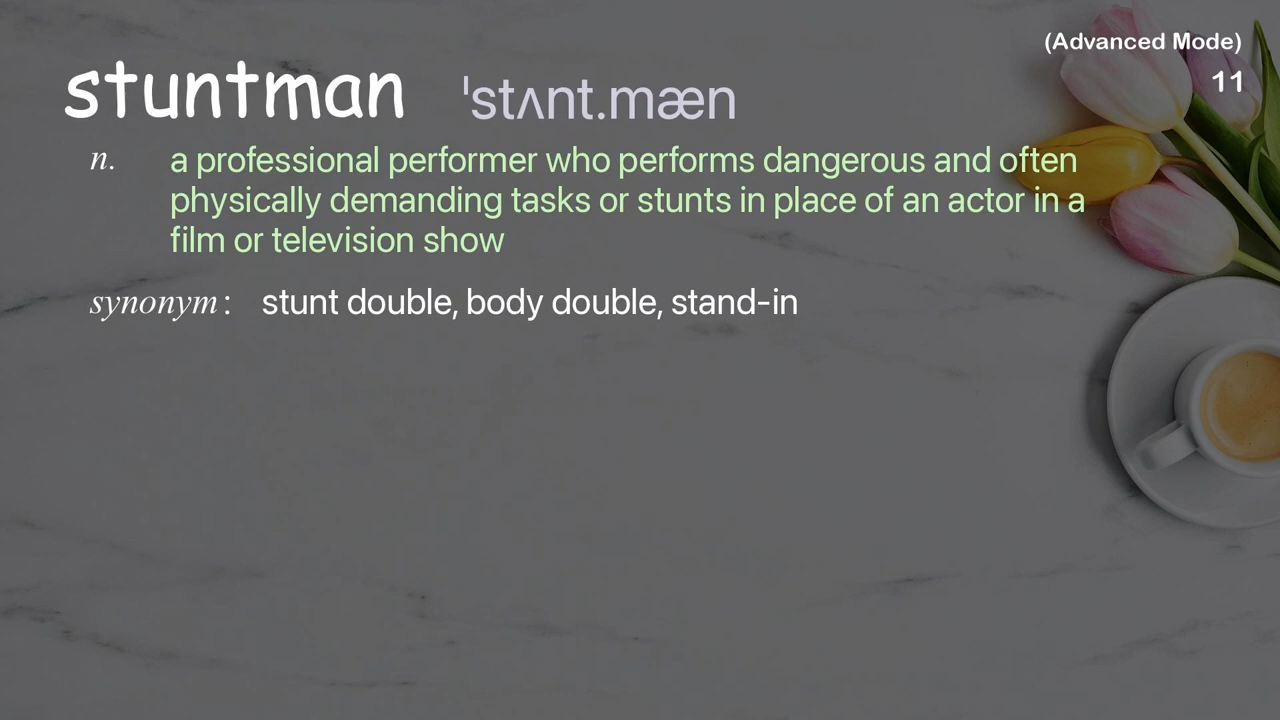 (Advanced Mode)
11
stuntman ˈstʌnt.mæn
n. a professional performer who performs dangerous and often
physically demanding tasks or stunts in place of an actor in a
film or television show
synonym: stunt double, body double, stand-in